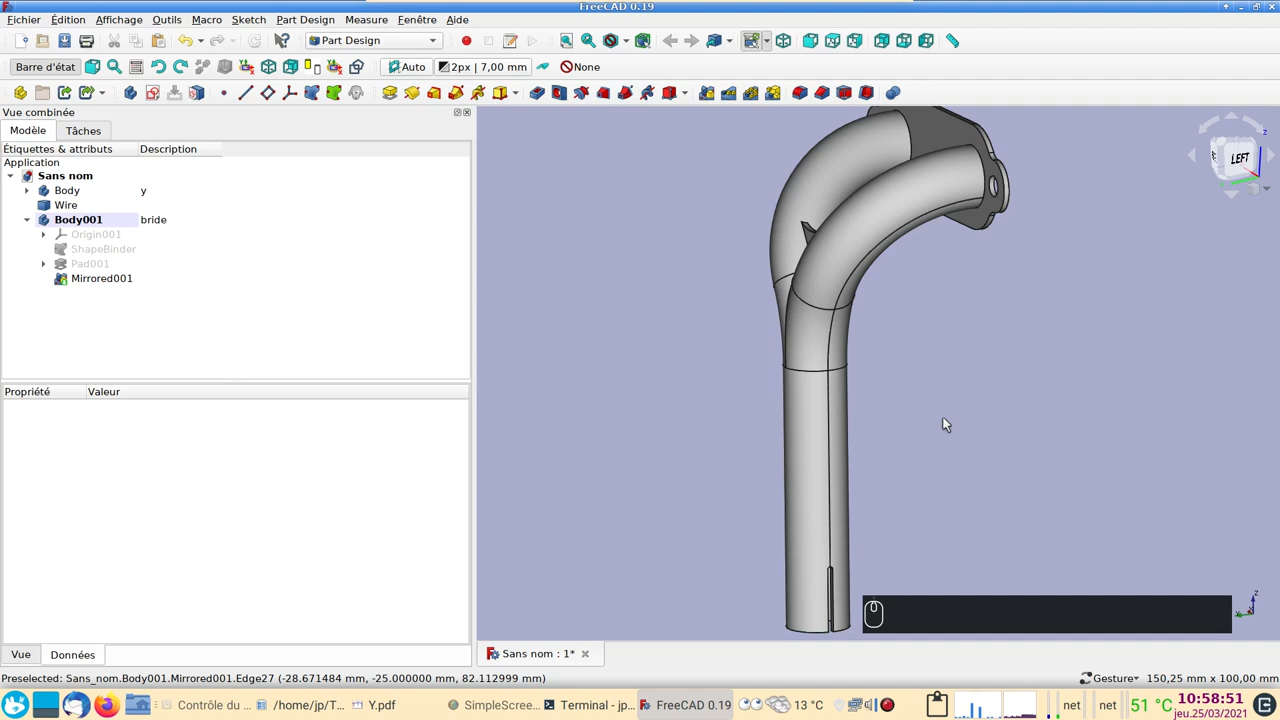 FreeCAD 0.19
Fichier Édition Affichage Outils Macro Sketch Part Design Measure Fenêtre Aide
Part Design
Barre d'état Auto 2px | 7,00 mm None
Vue combinée
Modèle Tâches
Étiquettes & attributs Description
Application
Sans nom
Body y
Wire
Body001 bride
Origin001
ShapeBinder
Pad001
Mirrored001
LEFT
Propriété Valeur
Vue Données
Sans nom : 1*
Preselected: Sans_nom.Body001.Mirrored001.Edge27 (-28.671484 mm, -25.000000 mm, 82.112999 mm)
Gesture 150,25 mm x 100,00 mm
Contrôle du ... /home/jp/T... Y.pdf SimpleScree... Terminal - jp... FreeCAD 0.19 13 °C net net 51 °C 10:58:51
jeu.25/03/2021